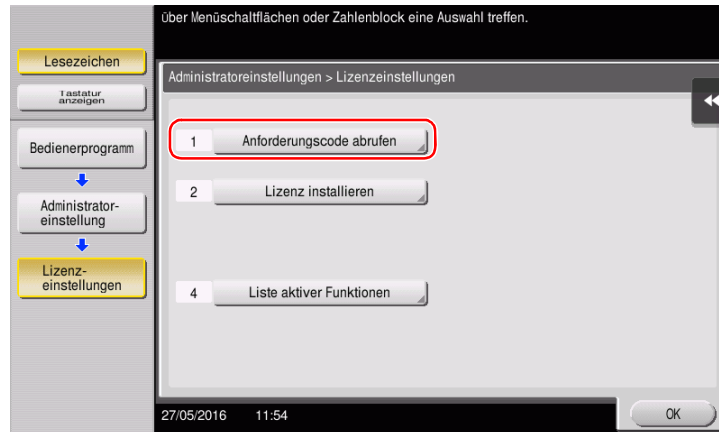 über Menüschaltflächen oder Zahlenblock eine Auswahl treffen.
Lesezeichen
Tastatur
anzeigen
Bedienerprogramm
Administrator-
einstellung
Lizenz-
einstellungen
Administratoreinstellungen > Lizenzeinstellungen
1 Anforderungscode abrufen
2 Lizenz installieren
4 Liste aktiver Funktionen
27/05/2016 11:54
OK